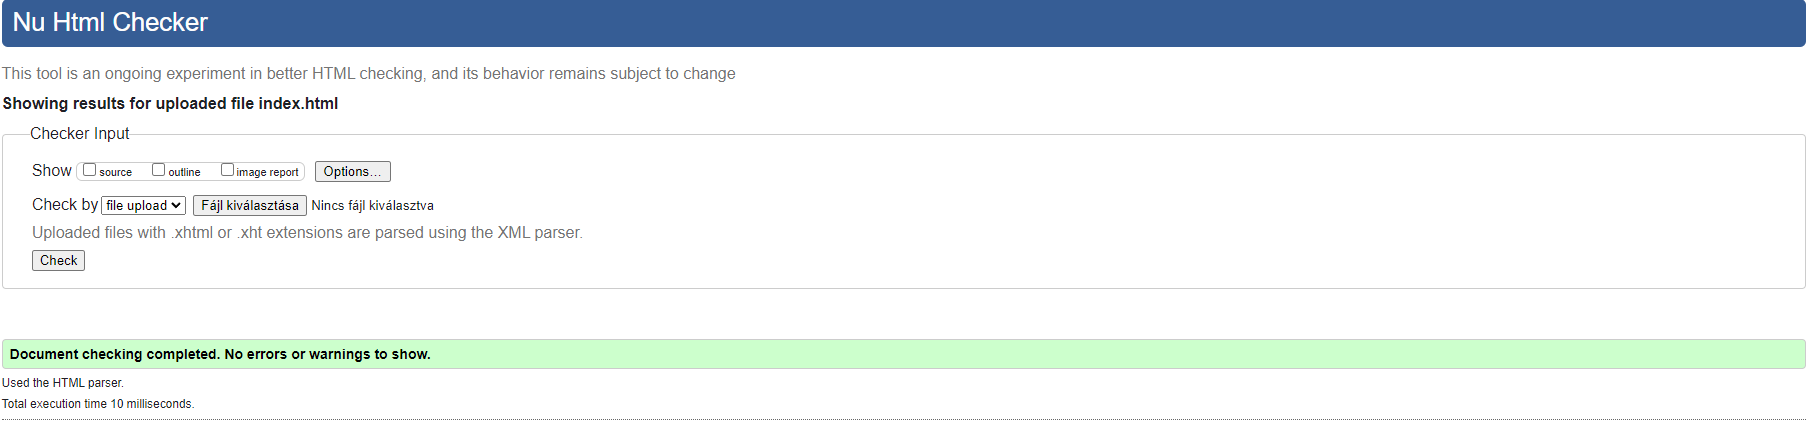 Nu Html Checker
This tool is an ongoing experiment in better HTML checking, and its behavior remains subject to change
Showing results for uploaded file index.html
Checker Input
Show source outline image report Options...
Check by file upload Fájl kiválasztása Nincs fájl kiválasztva
Uploaded files with .xhtml or .xht extensions are parsed using the XML parser.
Check
Document checking completed. No errors or warnings to show.
Used the HTML parser.
Total execution time 10 milliseconds.